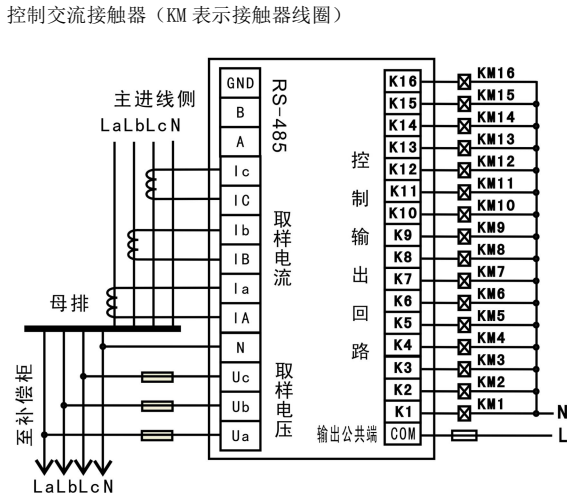 控制交流接触器（KM 表示接触器线圈）
主进线侧
LaLbLcN
母排
至补偿柜
LaLbLcN
GND
B
A
Ic
IC
Ib
IB
Ia
IA
N
Uc
Ub
Ua
RS-485
取样电流
取样电压
控制输出回路
输出公共端
K16
K15
K14
K13
K12
K11
K10
K9
K8
K7
K6
K5
K4
K3
K2
K1
COM
KM16
KM15
KM14
KM13
KM12
KM11
KM10
KM9
KM8
KM7
KM6
KM5
KM4
KM3
KM2
KM1
N
L